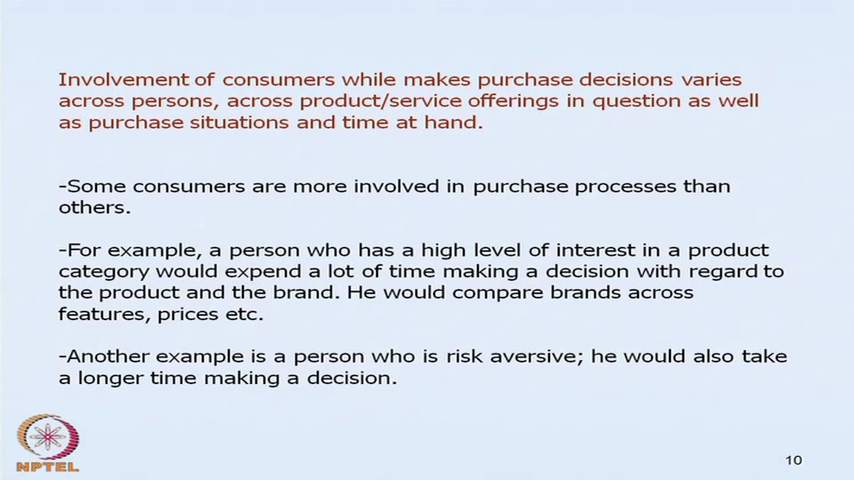 Involvement of consumers while makes purchase decisions varies
across persons, across product/service offerings in question as well
as purchase situations and time at hand.
-Some consumers are more involved in purchase processes than
others.
-For example, a person who has a high level of interest in a product
category would expend a lot of time making a decision with regard to
the product and the brand. He would compare brands across
features, prices etc.
-Another example is a person who is risk aversive; he would also take
a longer time making a decision.
NPTEL
10